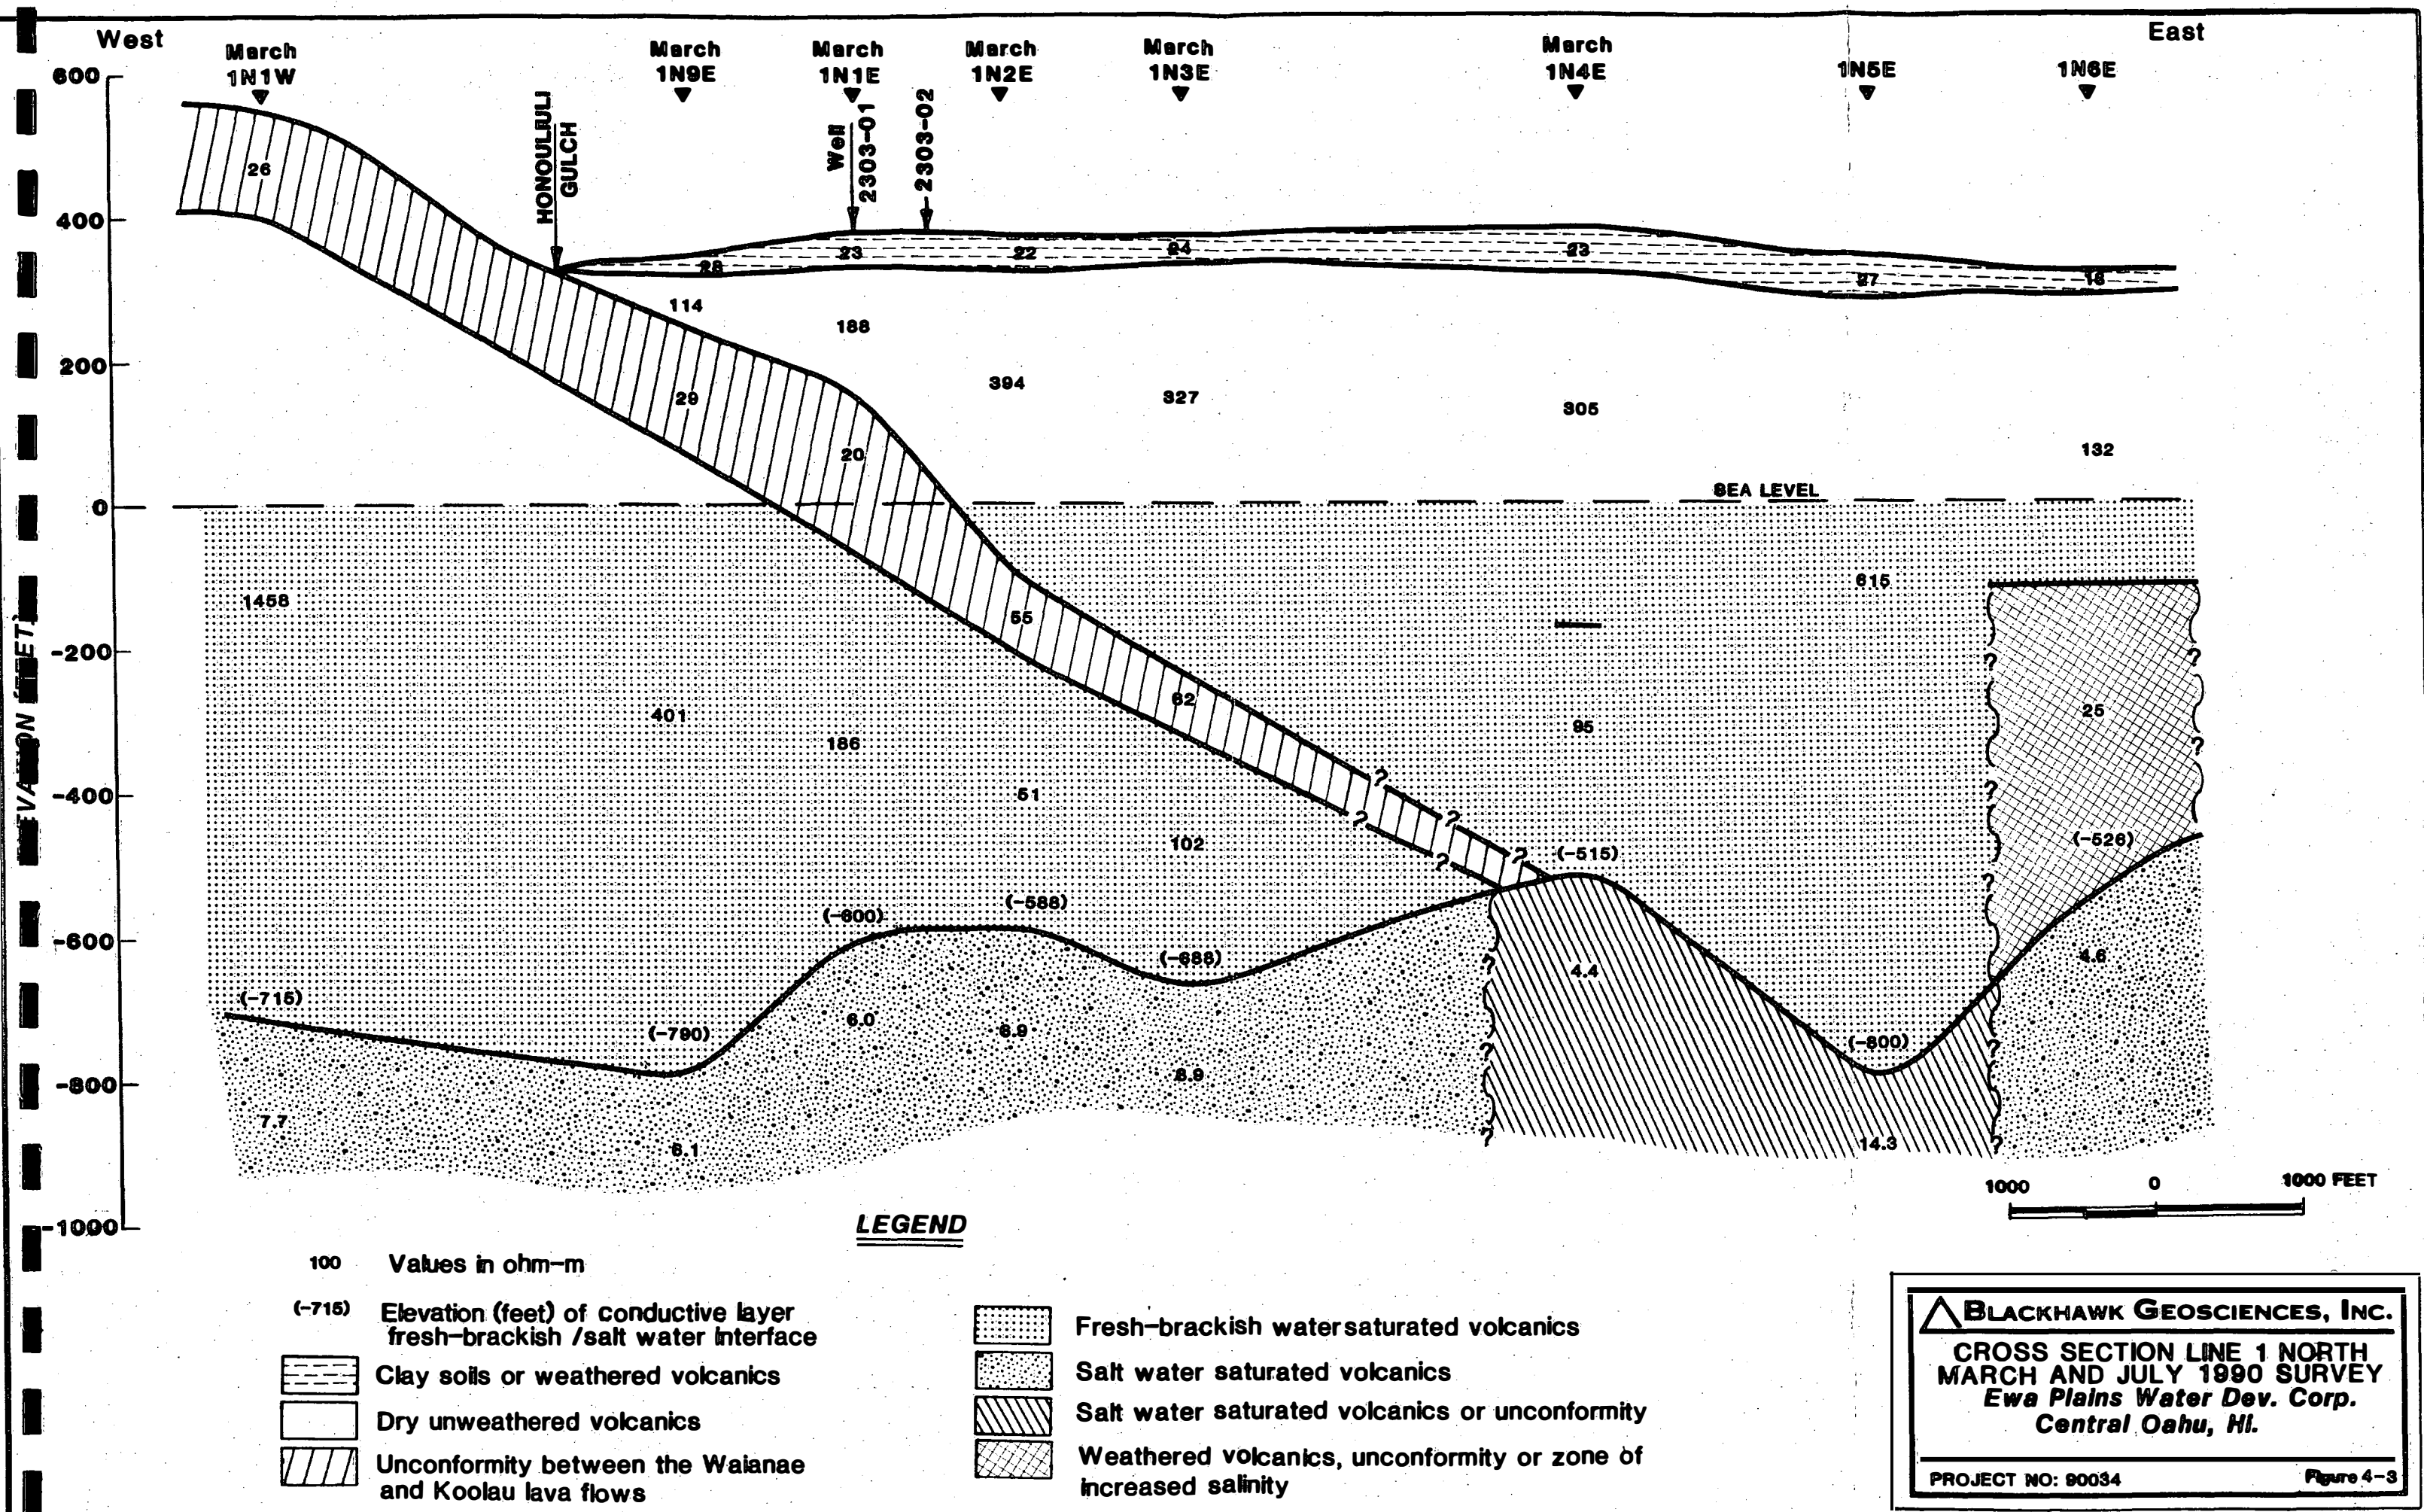 West
East
March
1N1W
March
1N9E
March
1N1E
March
1N2E
March
1N3E
March
1N4E
1N5E
1N6E
600
400
200
0
-200
-400
-600
-800
-1000
HONOULIULI
GULCH
Well
2303-01
2303-02
26
28
23
22
24
23
27
18
114
188
394
327
305
132
29
20
SEA LEVEL
1458
615
55
62
401
186
95
25
51
102
(-515)
(-526)
(-600)
(-588)
(-688)
(-715)
(-790)
(-800)
6.0
6.9
8.9
4.4
4.6
7.7
6.1
14.3
? ? ? ? ? ?
? ? ? ?
? ? ? ? ? ?
? ?
1000 0 1000 FEET
LEGEND
100 Values in ohm-m
(-715) Elevation (feet) of conductive layer
fresh-brackish /salt water interface
Clay soils or weathered volcanics
Dry unweathered volcanics
Unconformity between the Waianae
and Koolau lava flows
Fresh-brackish water saturated volcanics
Salt water saturated volcanics
Salt water saturated volcanics or unconformity
Weathered volcanics, unconformity or zone of
increased salinity
BLACKHAWK GEOSCIENCES, INC.
CROSS SECTION LINE 1 NORTH
MARCH AND JULY 1990 SURVEY
Ewa Plains Water Dev. Corp.
Central Oahu, HI.
PROJECT NO: 90034
Figure 4-3